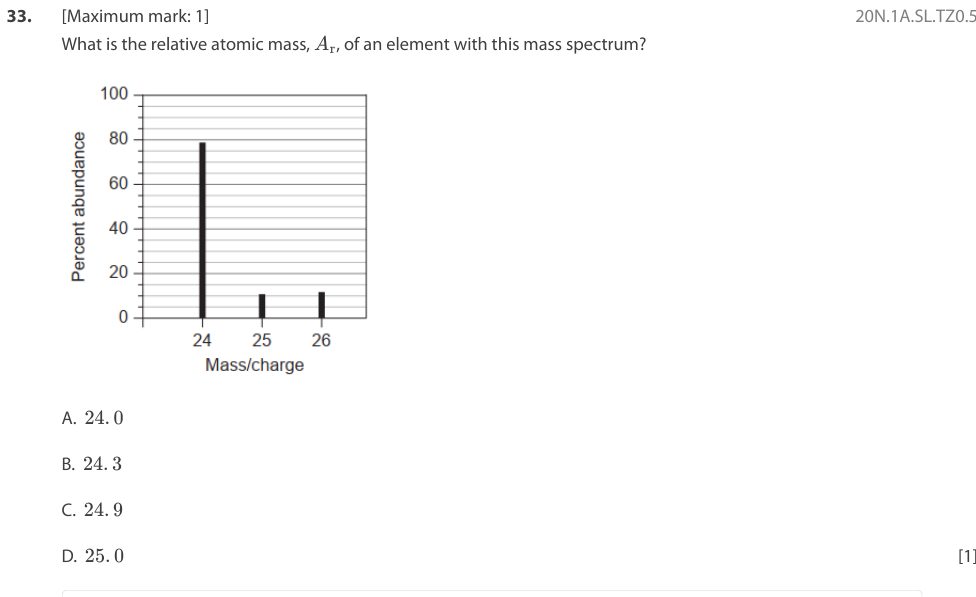 33. [Maximum mark: 1] 20N.1A.SL.TZ0.5
What is the relative atomic mass, Aᵣ, of an element with this mass spectrum?
100
80
60
40
20
0
Percent abundance
24 25 26
Mass/charge
A. 24.0
B. 24.3
C. 24.9
D. 25.0 [1]